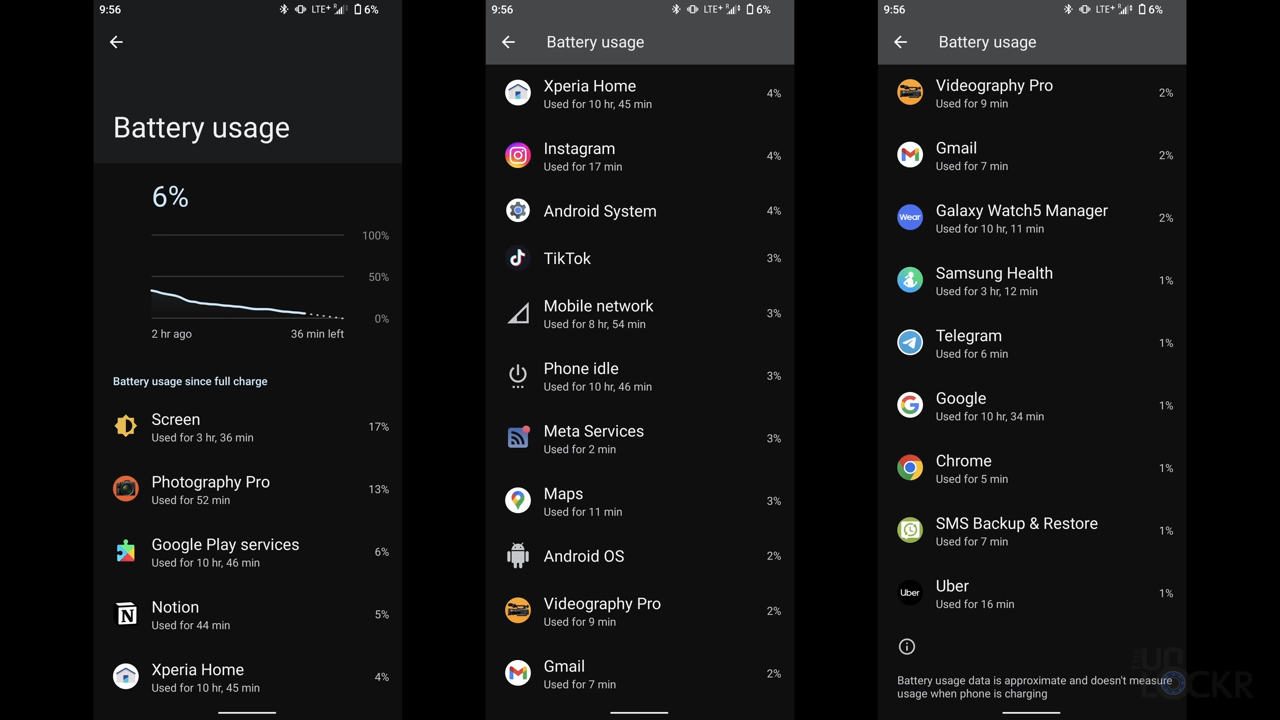 9:56
LTE+ R 6%
Battery usage
6%
100%
50%
0%
2 hr ago
36 min left
Battery usage since full charge
Screen
Used for 3 hr, 36 min
17%
Photography Pro
Used for 52 min
13%
Google Play services
Used for 10 hr, 46 min
6%
Notion
Used for 44 min
5%
Xperia Home
Used for 10 hr, 45 min
4%
9:56
LTE+ R 6%
Battery usage
Xperia Home
Used for 10 hr, 45 min
4%
Instagram
Used for 17 min
4%
Android System
4%
TikTok
3%
Mobile network
Used for 8 hr, 54 min
3%
Phone idle
Used for 10 hr, 46 min
3%
Meta Services
Used for 2 min
3%
Maps
Used for 11 min
3%
Android OS
2%
Videography Pro
Used for 9 min
2%
Gmail
Used for 7 min
2%
9:56
LTE+ R 6%
Battery usage
Videography Pro
Used for 9 min
2%
Gmail
Used for 7 min
2%
Wear
Galaxy Watch5 Manager
Used for 10 hr, 11 min
2%
Samsung Health
Used for 3 hr, 12 min
1%
Telegram
Used for 6 min
1%
Google
Used for 10 hr, 34 min
1%
Chrome
Used for 5 min
1%
SMS Backup & Restore
Used for 7 min
1%
Uber
Uber
Used for 16 min
1%
Battery usage data is approximate and doesn't measure
usage when phone is charging
the
UN
LOCKR